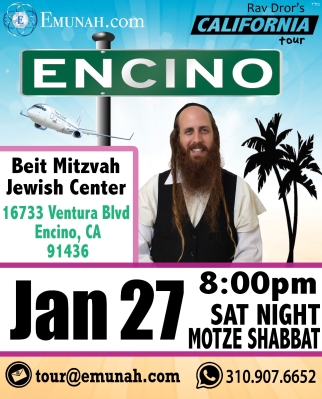 EMUNAH.com
Rav Dror's
CALIFORNIA
tour
ENCINO
Beit Mitzvah
Jewish Center
16733 Ventura Blvd
Encino, CA
91436
Jan 27
8:00pm
SAT NIGHT
MOTZE SHABBAT
tour@emunah.com
310.907.6652